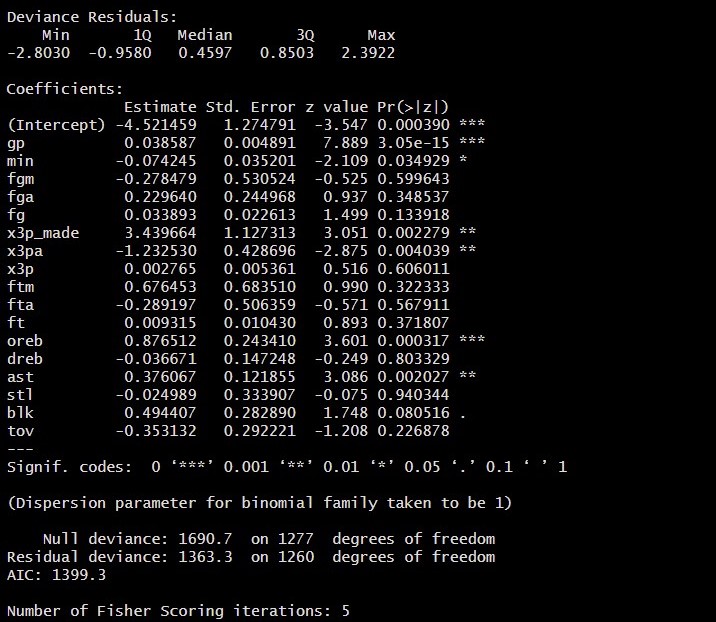 Deviance Residuals:
    Min       1Q   Median       3Q      Max
-2.8030  -0.9580   0.4597   0.8503   2.3922

Coefficients:
             Estimate Std. Error z value Pr(>|z|)
(Intercept) -4.521459   1.274791  -3.547 0.000390 ***
gp           0.038587   0.004891   7.889 3.05e-15 ***
min         -0.074245   0.035201  -2.109 0.034929 *
fgm         -0.278479   0.530524  -0.525 0.599643
fga          0.229640   0.244968   0.937 0.348537
fg           0.033893   0.022613   1.499 0.133918
x3p_made     3.439664   1.127313   3.051 0.002279 **
x3pa        -1.232530   0.428696  -2.875 0.004039 **
x3p          0.002765   0.005361   0.516 0.606011
ftm          0.676453   0.683510   0.990 0.322333
fta         -0.289197   0.506359  -0.571 0.567911
ft           0.009315   0.010430   0.893 0.371807
oreb         0.876512   0.243410   3.601 0.000317 ***
dreb        -0.036671   0.147248  -0.249 0.803329
ast          0.376067   0.121855   3.086 0.002027 **
stl         -0.024989   0.333907  -0.075 0.940344
blk          0.494407   0.282890   1.748 0.080516 .
tov         -0.353132   0.292221  -1.208 0.226878
---
Signif. codes:  0 ‘***’ 0.001 ‘**’ 0.01 ‘*’ 0.05 ‘.’ 0.1 ‘ ’ 1

(Dispersion parameter for binomial family taken to be 1)

    Null deviance: 1690.7  on 1277  degrees of freedom
Residual deviance: 1363.3  on 1260  degrees of freedom
AIC: 1399.3

Number of Fisher Scoring iterations: 5